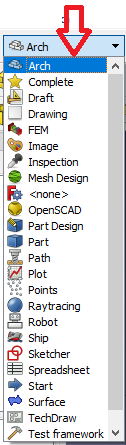 Arch
Arch
Complete
Draft
Drawing
FEM
Image
Inspection
Mesh Design
<none>
OpenSCAD
Part Design
Part
Path
Plot
Points
Raytracing
Robot
Ship
Sketcher
Spreadsheet
Start
Surface
TechDraw
Test framework